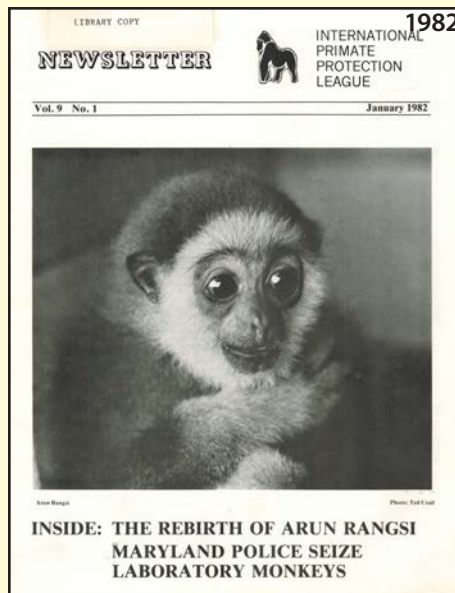 1982
LIBRARY COPY
NEWSLETTER
INTERNATIONAL
PRIMATE
PROTECTION
LEAGUE
Vol. 9 No. 1
January 1982
Arun Rangsi
Photo: Ted Crail
INSIDE: THE REBIRTH OF ARUN RANGSI
MARYLAND POLICE SEIZE
LABORATORY MONKEYS